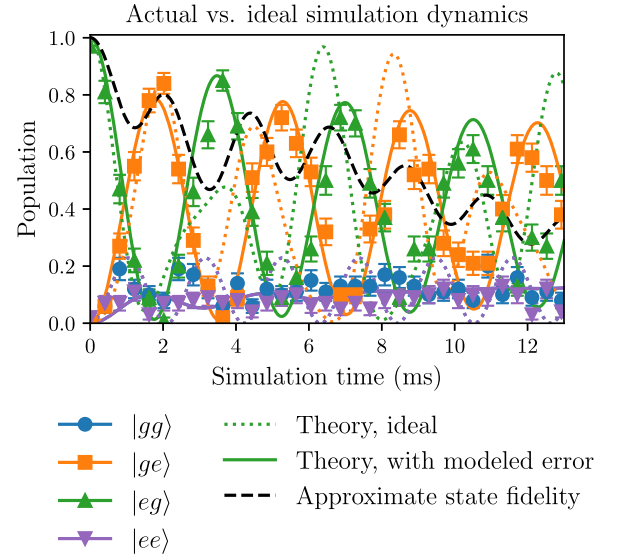 Actual vs. ideal simulation dynamics
1.0
0.8
0.6
0.4
0.2
0.0
Population
0 2 4 6 8 10 12
Simulation time (ms)
|gg⟩
|ge⟩
|eg⟩
|ee⟩
Theory, ideal
Theory, with modeled error
Approximate state fidelity